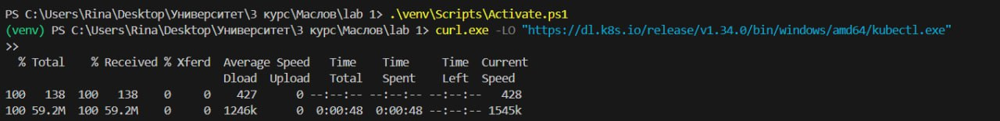 PS C:\Users\Rina\Desktop\Университет\3 курс\Маслов\lab 1> .\venv\Scripts\Activate.ps1
(venv) PS C:\Users\Rina\Desktop\Университет\3 курс\Маслов\lab 1> curl.exe -LO "https://dl.k8s.io/release/v1.34.0/bin/windows/amd64/kubectl.exe"
>>
  % Total    % Received % Xferd  Average Speed   Time    Time     Time  Current
                                 Dload  Upload   Total   Spent    Left  Speed
100   138  100   138    0     0    427      0 --:--:-- --:--:-- --:--:--   428
100 59.2M  100 59.2M    0     0  1246k      0  0:00:48  0:00:48 --:--:-- 1545k